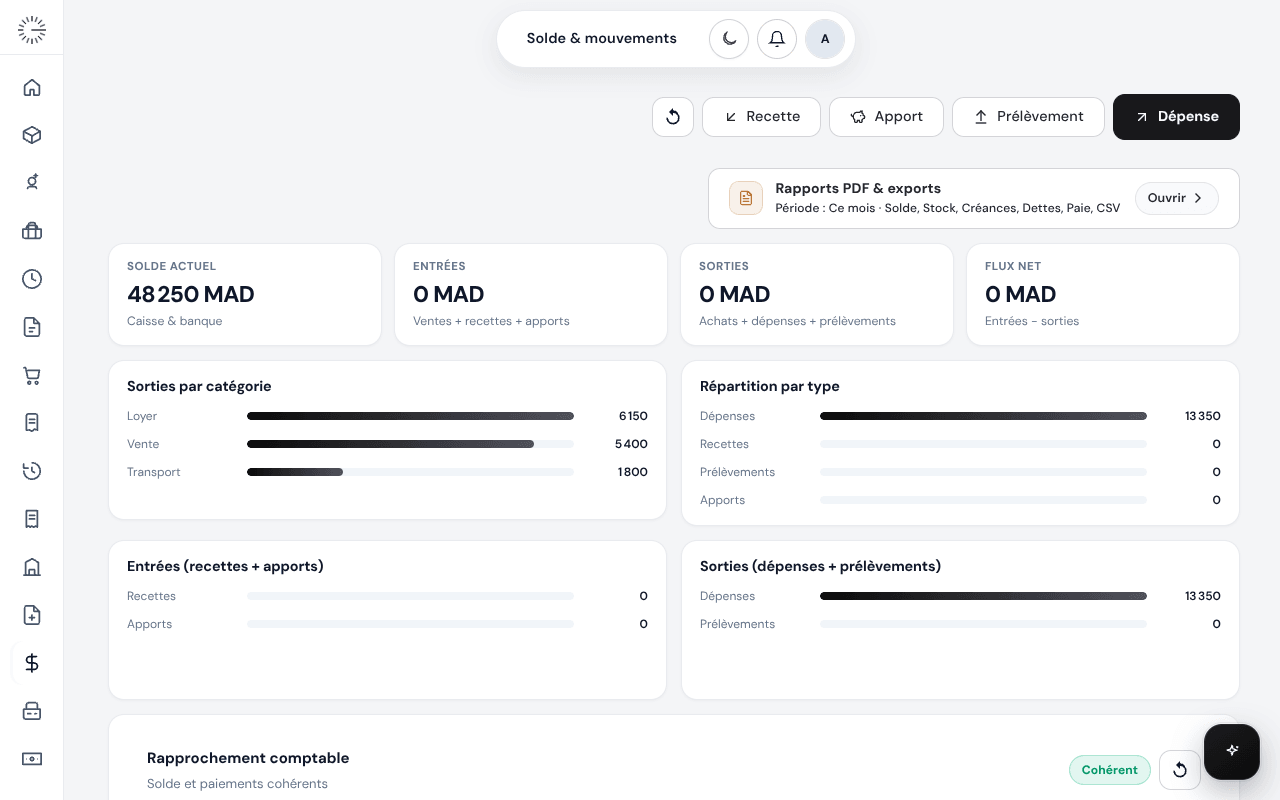 Solde & mouvements
A
Recette
Apport
Prélèvement
Dépense
Rapports PDF & exports
Période : Ce mois · Solde, Stock, Créances, Dettes, Paie, CSV
Ouvrir
SOLDE ACTUEL
48 250 MAD
Caisse & banque
ENTRÉES
0 MAD
Ventes + recettes + apports
SORTIES
0 MAD
Achats + dépenses + prélèvements
FLUX NET
0 MAD
Entrées − sorties
Sorties par catégorie
Loyer 6 150
Vente 5 400
Transport 1 800
Répartition par type
Dépenses 13 350
Recettes 0
Prélèvements 0
Apports 0
Entrées (recettes + apports)
Recettes 0
Apports 0
Sorties (dépenses + prélèvements)
Dépenses 13 350
Prélèvements 0
Rapprochement comptable
Solde et paiements cohérents
Cohérent